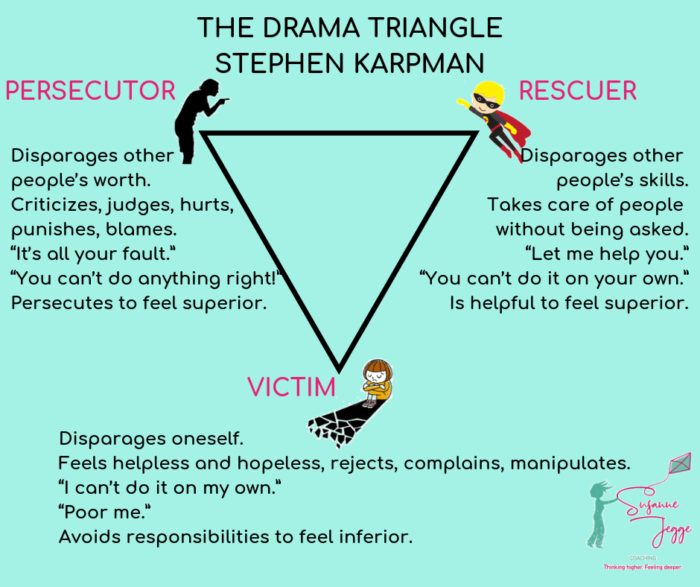 THE DRAMA TRIANGLE
STEPHEN KARPMAN
PERSECUTOR
Disparages other
people's worth.
Criticizes, judges, hurts,
punishes, blames.
“It's all your fault.”
“You can't do anything right!”
Persecutes to feel superior.
RESCUER
Disparages other
people's skills.
Takes care of people
without being asked.
“Let me help you.”
“You can't do it on your own.”
Is helpful to feel superior.
VICTIM
Disparages oneself.
Feels helpless and hopeless, rejects, complains, manipulates.
“I can't do it on my own.”
“Poor me.”
Avoids responsibilities to feel inferior.
Susanne
Jegge
COACHING
Thinking higher. Feeling deeper.